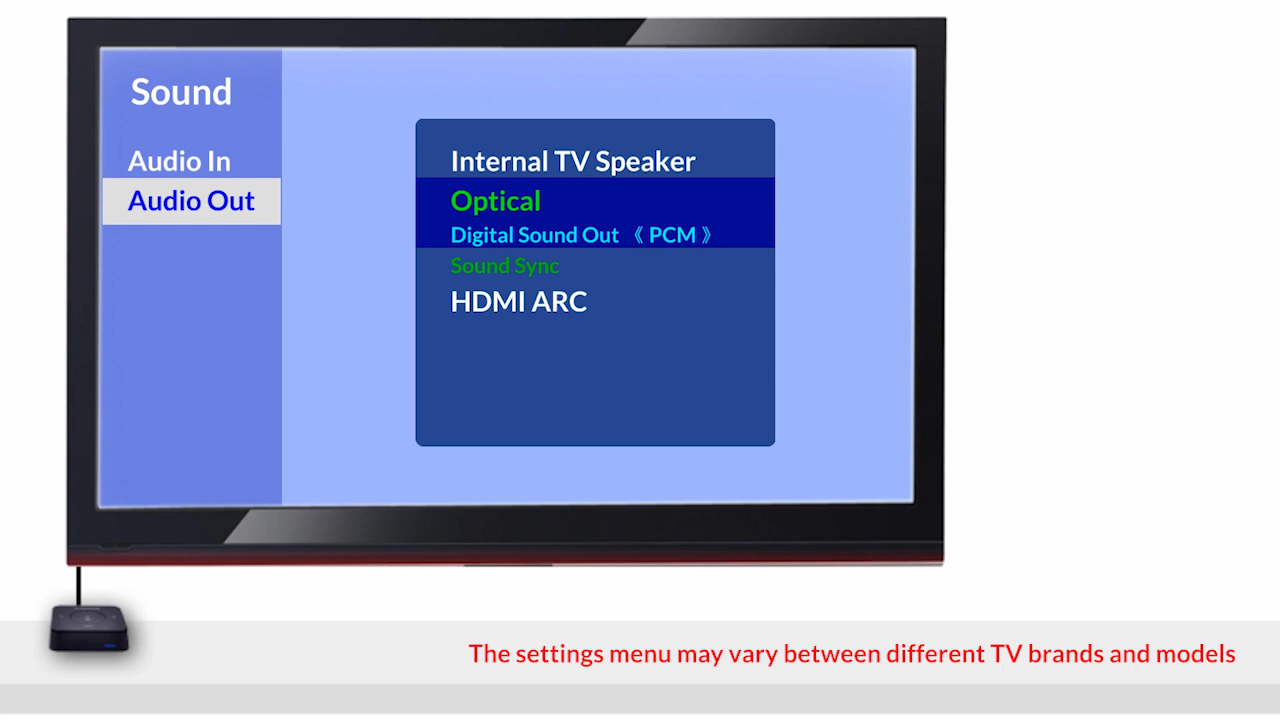 Sound
Audio In
Audio Out
Internal TV Speaker
Optical
Digital Sound Out 《 PCM 》
Sound Sync
HDMI ARC
The settings menu may vary between different TV brands and models